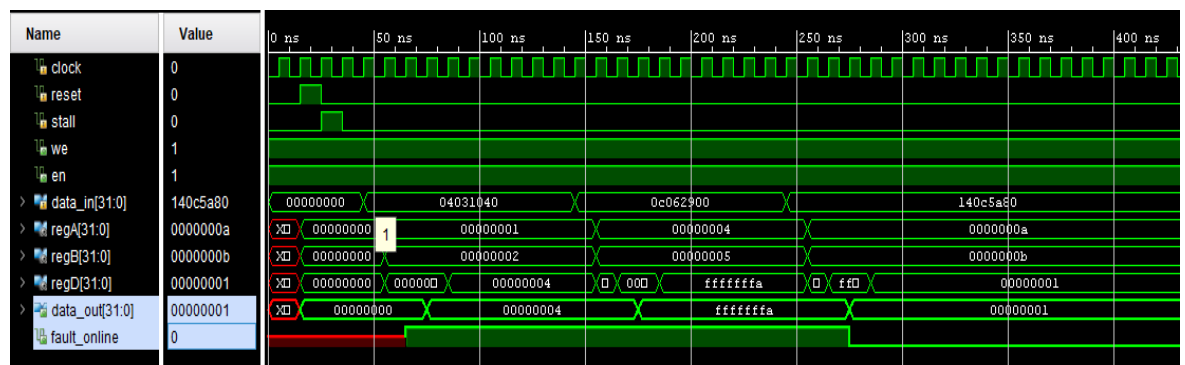 Name Value 0 ns 50 ns 100 ns 150 ns 200 ns 250 ns 300 ns 350 ns 400 ns
clock 0
reset 0
stall 0
we 1
en 1
data_in[31:0] 140c5a80 00000000 04031040 0c062900 140c5a80
regA[31:0] 0000000a X 00000000 1 00000001 00000004 0000000a
regB[31:0] 0000000b X 00000000 00000002 00000005 0000000b
regD[31:0] 00000001 X 00000000 00000 00000004 00 fffffffa ff 00000001
data_out[31:0] 00000001 X 00000000 00000004 fffffffa 00000001
fault_online 0